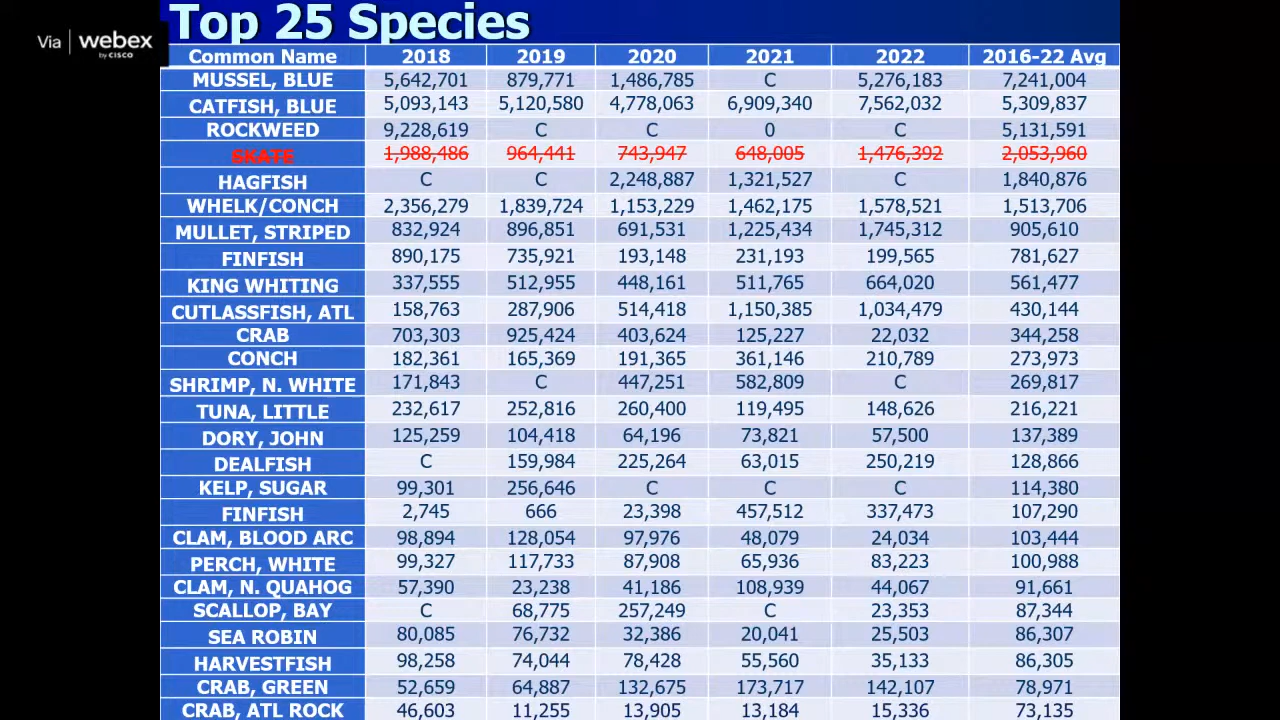 Via | webex
by CISCO
Top 25 Species
Common Name 2018 2019 2020 2021 2022 2016-22 Avg
MUSSEL, BLUE 5,642,701 879,771 1,486,785 C 5,276,183 7,241,004
CATFISH, BLUE 5,093,143 5,120,580 4,778,063 6,909,340 7,562,032 5,309,837
ROCKWEED 9,228,619 C C 0 C 5,131,591
SKATE 1,988,486 964,441 743,947 648,005 1,476,392 2,053,960
HAGFISH C C 2,248,887 1,321,527 C 1,840,876
WHELK/CONCH 2,356,279 1,839,724 1,153,229 1,462,175 1,578,521 1,513,706
MULLET, STRIPED 832,924 896,851 691,531 1,225,434 1,745,312 905,610
FINFISH 890,175 735,921 193,148 231,193 199,565 781,627
KING WHITING 337,555 512,955 448,161 511,765 664,020 561,477
CUTLASSFISH, ATL 158,763 287,906 514,418 1,150,385 1,034,479 430,144
CRAB 703,303 925,424 403,624 125,227 22,032 344,258
CONCH 182,361 165,369 191,365 361,146 210,789 273,973
SHRIMP, N. WHITE 171,843 C 447,251 582,809 C 269,817
TUNA, LITTLE 232,617 252,816 260,400 119,495 148,626 216,221
DORY, JOHN 125,259 104,418 64,196 73,821 57,500 137,389
DEALFISH C 159,984 225,264 63,015 250,219 128,866
KELP, SUGAR 99,301 256,646 C C C 114,380
FINFISH 2,745 666 23,398 457,512 337,473 107,290
CLAM, BLOOD ARC 98,894 128,054 97,976 48,079 24,034 103,444
PERCH, WHITE 99,327 117,733 87,908 65,936 83,223 100,988
CLAM, N. QUAHOG 57,390 23,238 41,186 108,939 44,067 91,661
SCALLOP, BAY C 68,775 257,249 C 23,353 87,344
SEA ROBIN 80,085 76,732 32,386 20,041 25,503 86,307
HARVESTFISH 98,258 74,044 78,428 55,560 35,133 86,305
CRAB, GREEN 52,659 64,887 132,675 173,717 142,107 78,971
CRAB, ATL ROCK 46,603 11,255 13,905 13,184 15,336 73,135